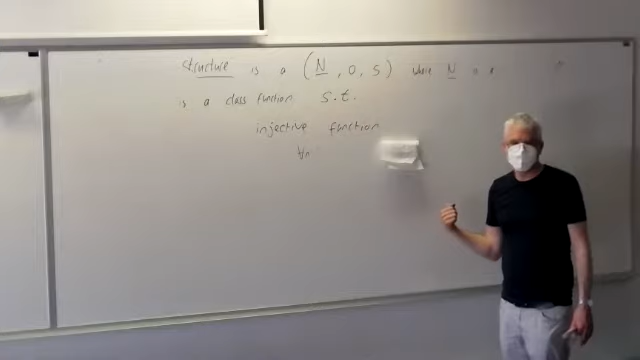 structure is a (N, 0, S) where N is a
is a class function s.t.
injective function
∀n